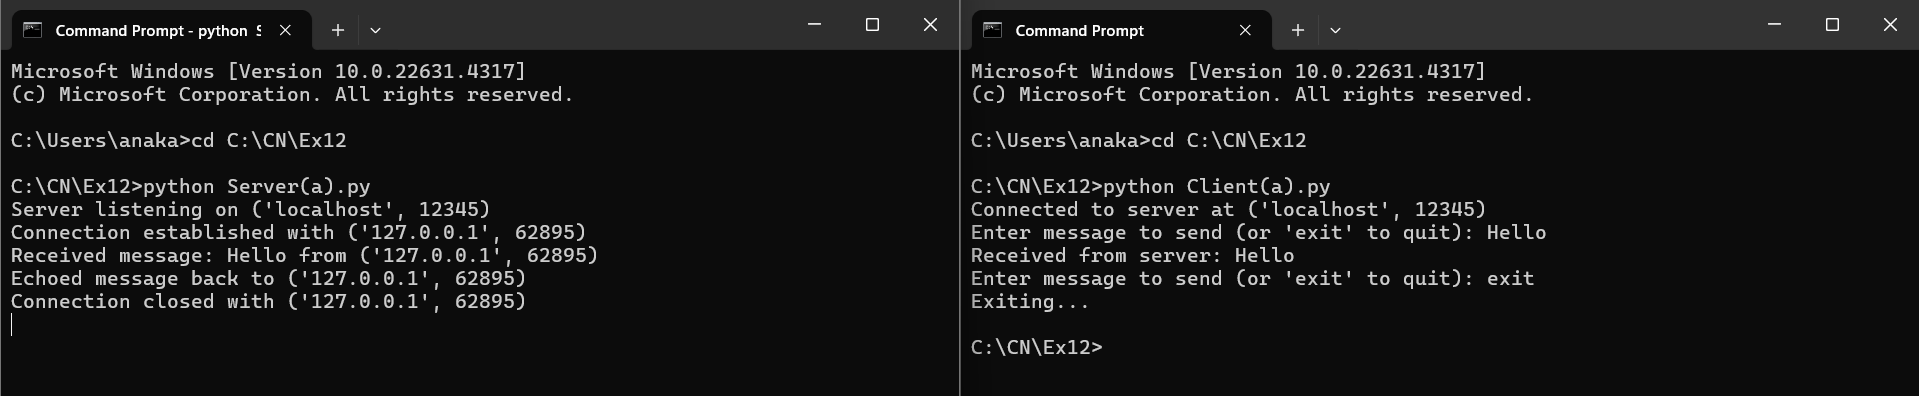 Command Prompt - python S
Microsoft Windows [Version 10.0.22631.4317]
(c) Microsoft Corporation. All rights reserved.
C:\Users\anaka>cd C:\CN\Ex12
C:\CN\Ex12>python Server(a).py
Server listening on ('localhost', 12345)
Connection established with ('127.0.0.1', 62895)
Received message: Hello from ('127.0.0.1', 62895)
Echoed message back to ('127.0.0.1', 62895)
Connection closed with ('127.0.0.1', 62895)
Command Prompt
Microsoft Windows [Version 10.0.22631.4317]
(c) Microsoft Corporation. All rights reserved.
C:\Users\anaka>cd C:\CN\Ex12
C:\CN\Ex12>python Client(a).py
Connected to server at ('localhost', 12345)
Enter message to send (or 'exit' to quit): Hello
Received from server: Hello
Enter message to send (or 'exit' to quit): exit
Exiting...
C:\CN\Ex12>